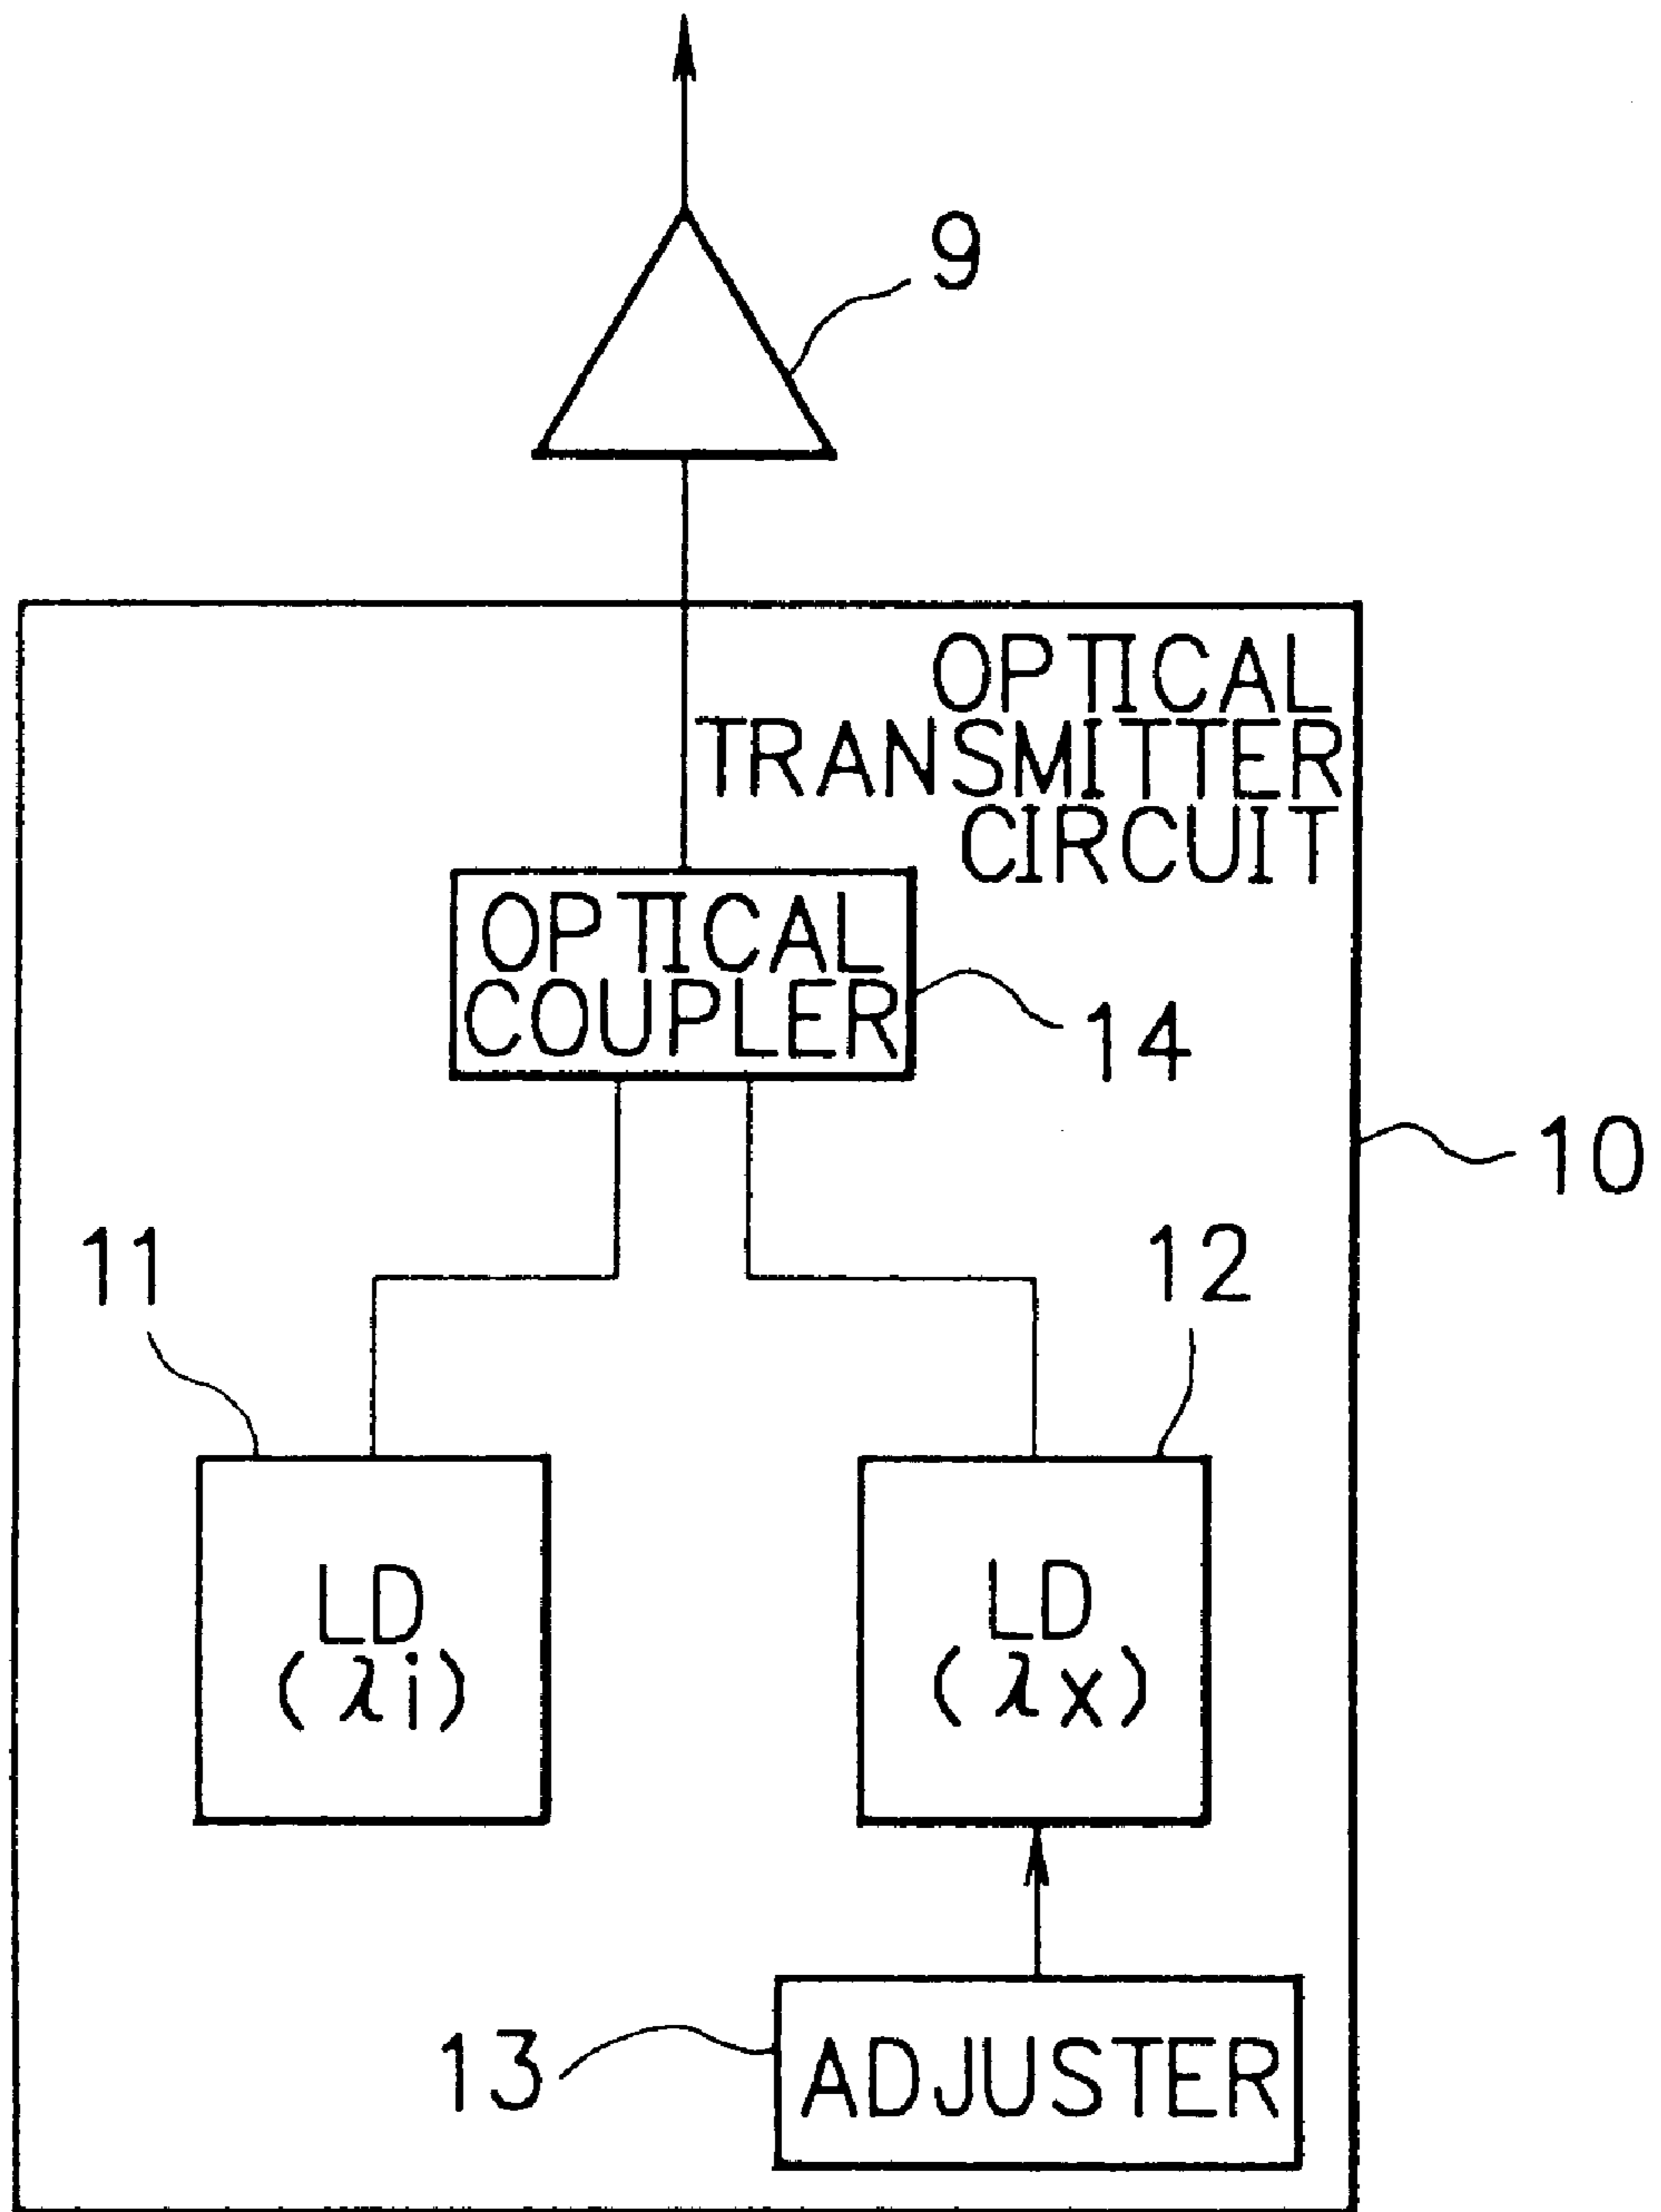 9
OPTICAL
TRANSMITTER
CIRCUIT
OPTICAL
COUPLER
14
10
11
12
LD
(λi)
LD
(λx)
13
ADJUSTER